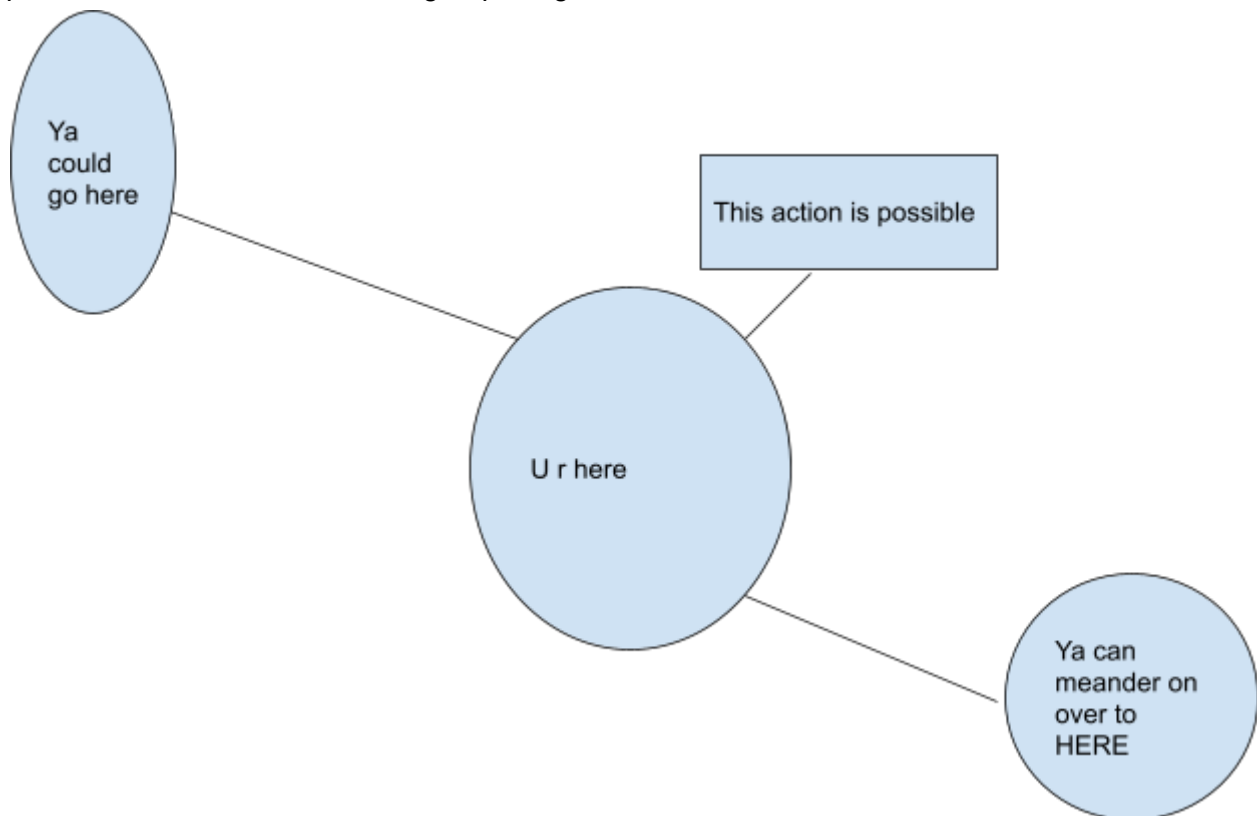 Ya
could
go here
This action is possible
U r here
Ya can
meander on
over to
HERE